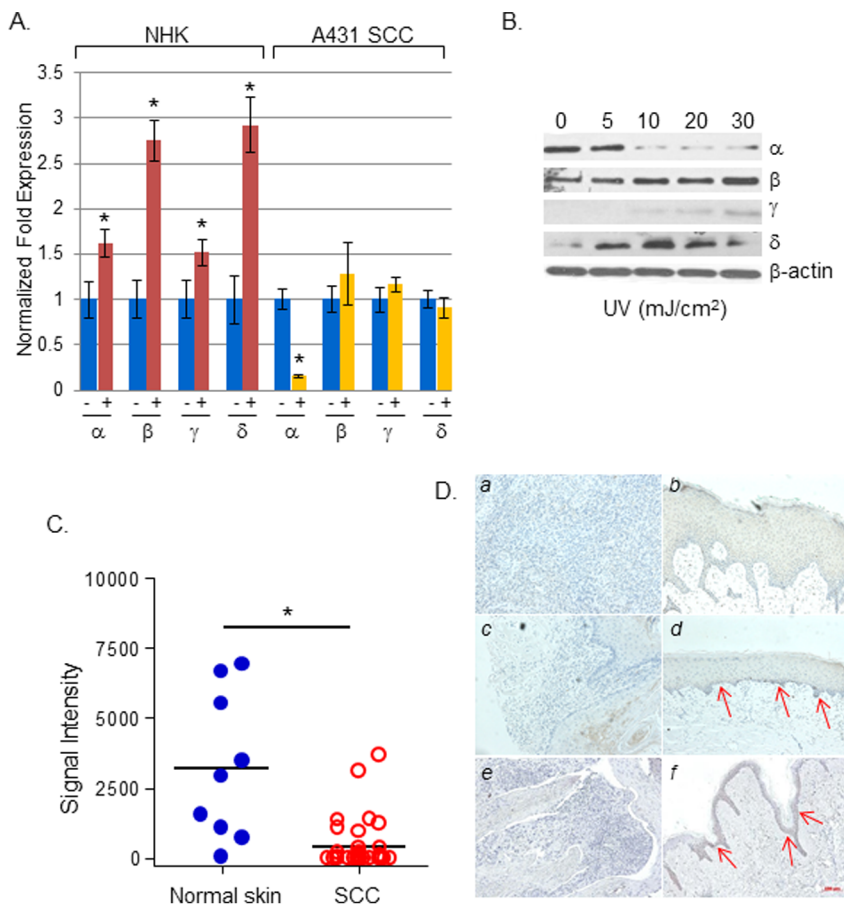 A.
NHK
A431 SCC
Normalized Fold Expression
3.5
3
2.5
2
1.5
1
0.5
0
* * * * *
- + - + - + - + - + - + - + - +
α β γ δ α β γ δ
B.
0 5 10 20 30
α
β
γ
δ
β-actin
UV (mJ/cm²)
C.
Signal Intensity
10000
7500
5000
2500
0
*
Normal skin SCC
D.
a b
c d
e f